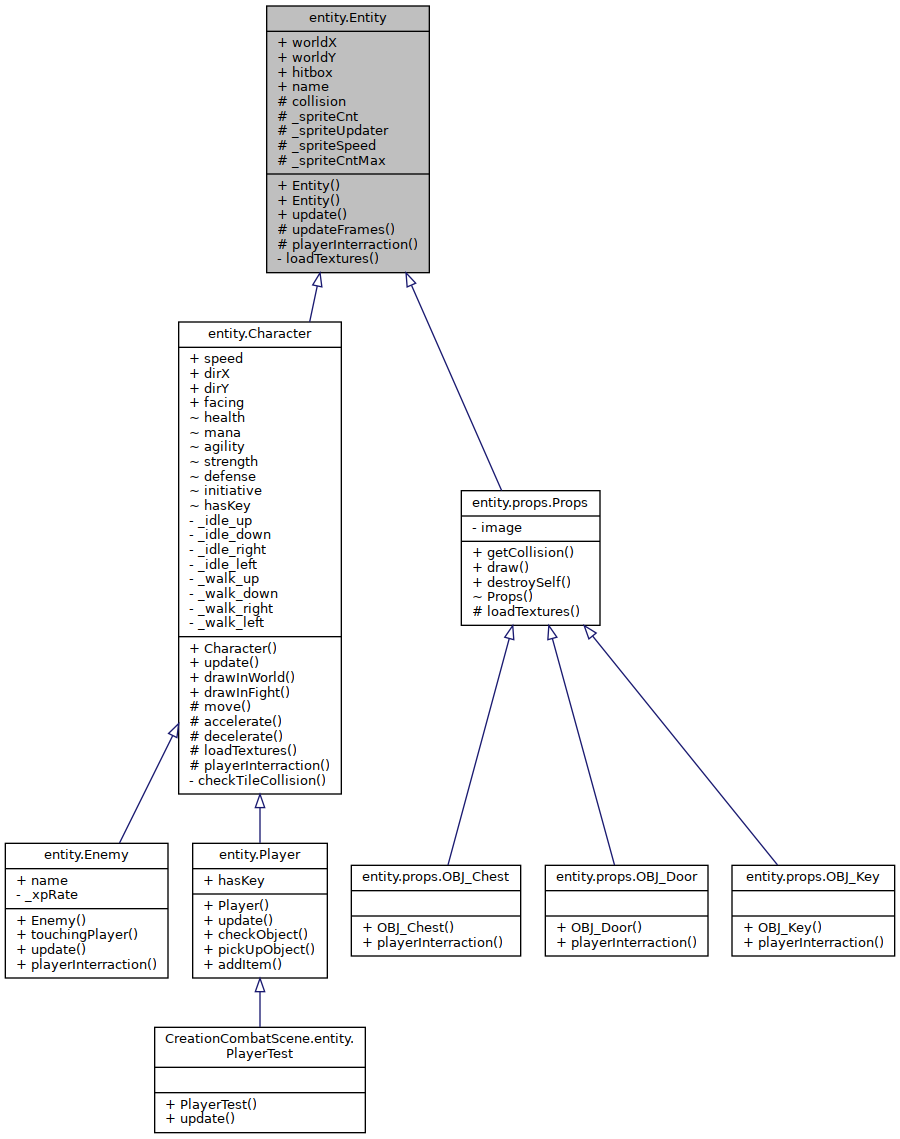 entity.Entity
+ worldX
+ worldY
+ hitbox
+ name
# collision
# _spriteCnt
# _spriteUpdater
# _spriteSpeed
# _spriteCntMax
+ Entity()
+ Entity()
+ update()
# updateFrames()
# playerInterraction()
- loadTextures()
entity.Character
+ speed
+ dirX
+ dirY
+ facing
~ health
~ mana
~ agility
~ strength
~ defense
~ initiative
~ hasKey
- _idle_up
- _idle_down
- _idle_right
- _idle_left
- _walk_up
- _walk_down
- _walk_right
- _walk_left
+ Character()
+ update()
+ drawInWorld()
+ drawInFight()
# move()
# accelerate()
# decelerate()
# loadTextures()
# playerInterraction()
- checkTileCollision()
entity.props.Props
- image
+ getCollision()
+ draw()
+ destroySelf()
~ Props()
# loadTextures()
entity.Enemy
+ name
- _xpRate
+ Enemy()
+ touchingPlayer()
+ update()
+ playerInterraction()
entity.Player
+ hasKey
+ Player()
+ update()
+ checkObject()
+ pickUpObject()
+ addItem()
entity.props.OBJ_Chest
+ OBJ_Chest()
+ playerInterraction()
entity.props.OBJ_Door
+ OBJ_Door()
+ playerInterraction()
entity.props.OBJ_Key
+ OBJ_Key()
+ playerInterraction()
CreationCombatScene.entity.
PlayerTest
+ PlayerTest()
+ update()